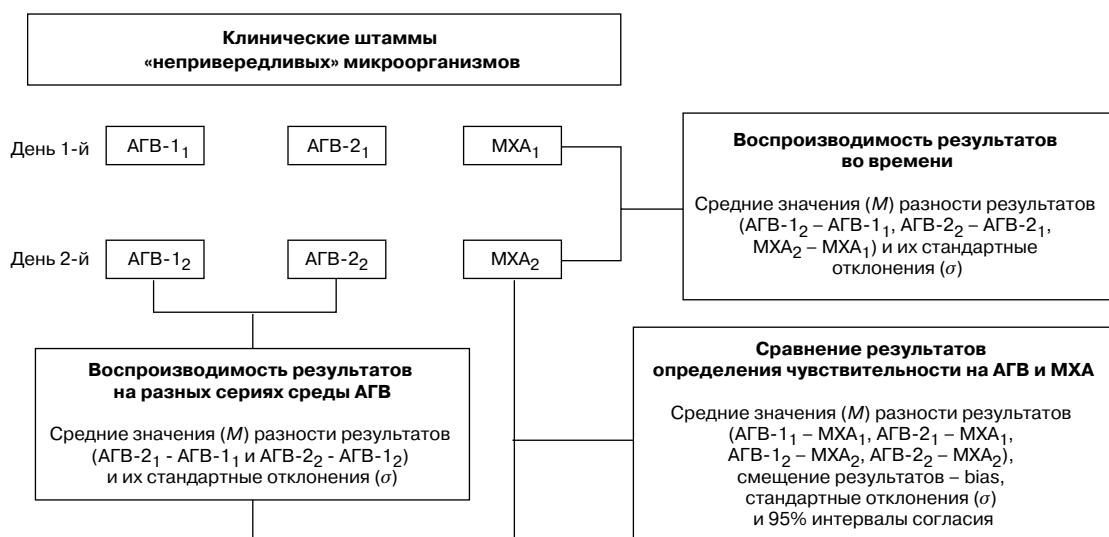 Клинические штаммы
«непривередливых» микроорганизмов
День 1-й
АГВ-1₁
АГВ-2₁
МХА₁
День 2-й
АГВ-1₂
АГВ-2₂
МХА₂
Воспроизводимость результатов
во времени
Средние значения (M) разности результатов
(АГВ-1₂ – АГВ-1₁, АГВ-2₂ – АГВ-2₁,
МХА₂ – МХА₁) и их стандартные
отклонения (σ)
Воспроизводимость результатов
на разных сериях среды АГВ
Средние значения (M) разности результатов
(АГВ-2₁ - АГВ-1₁ и АГВ-2₂ - АГВ-1₂)
и их стандартные отклонения (σ)
Сравнение результатов
определения чувствительности на АГВ и МХА
Средние значения (M) разности результатов
(АГВ-1₁ – МХА₁, АГВ-2₁ – МХА₁,
АГВ-1₂ – МХА₂, АГВ-2₂ – МХА₂),
смещение результатов – bias,
стандартные отклонения (σ)
и 95% интервалы согласия